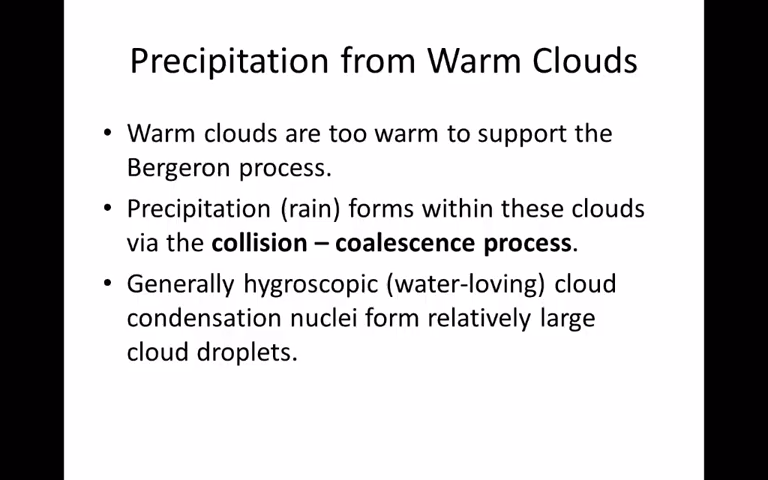 Precipitation from Warm Clouds
• Warm clouds are too warm to support the
Bergeron process.
• Precipitation (rain) forms within these clouds
via the collision – coalescence process.
• Generally hygroscopic (water-loving) cloud
condensation nuclei form relatively large
cloud droplets.